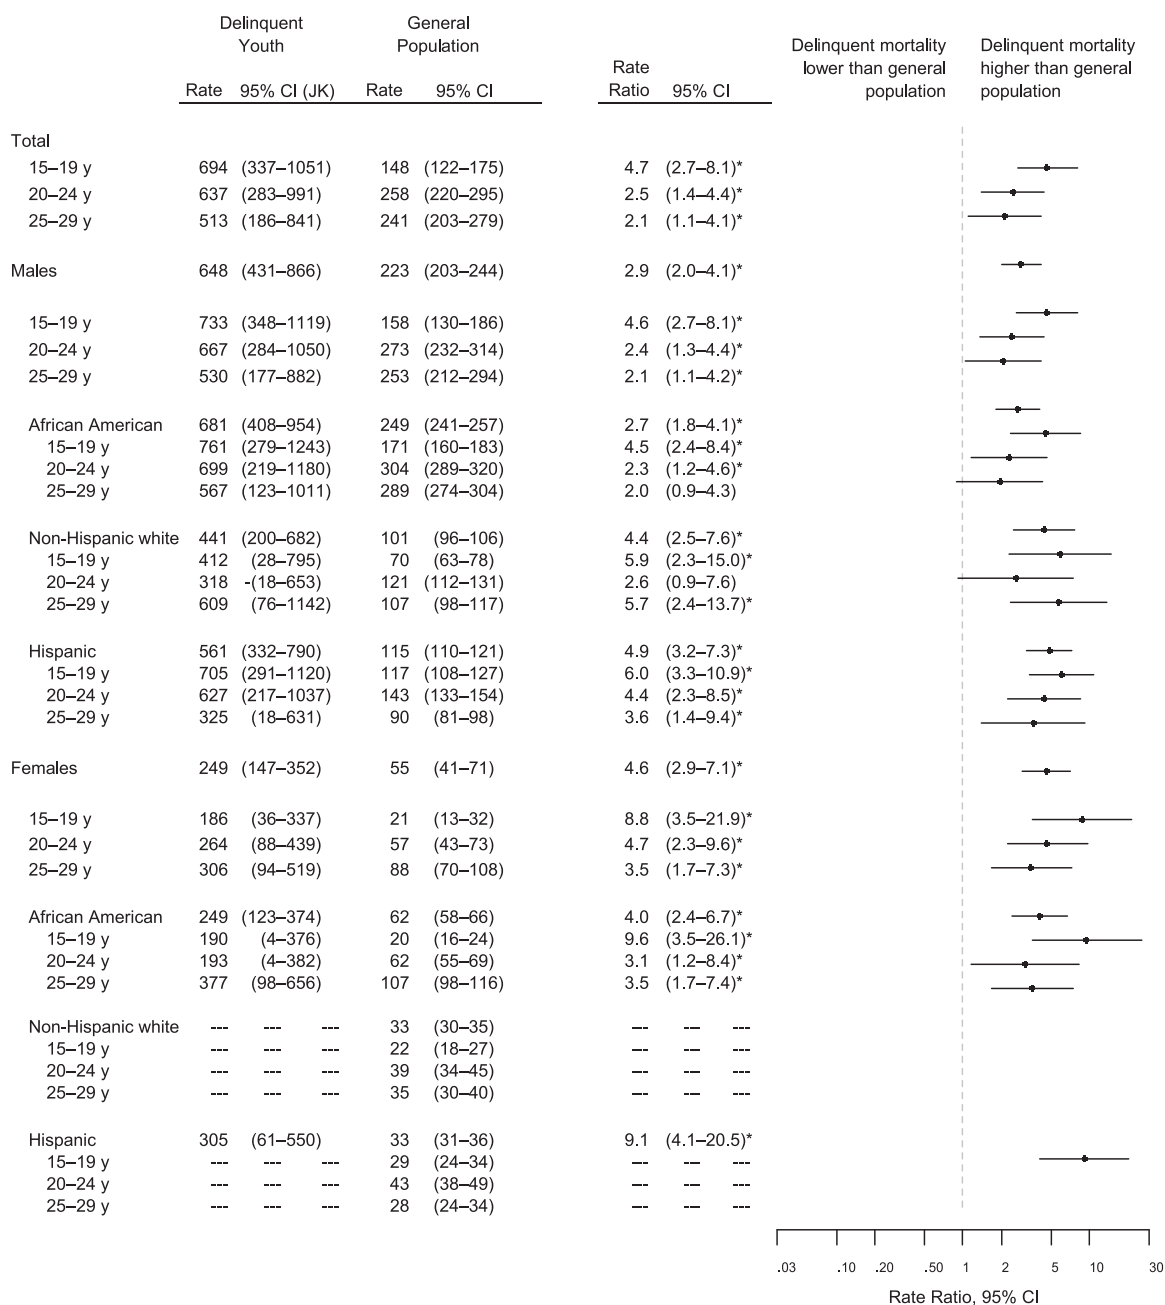 Delinquent Youth General Population
Delinquent mortality lower than general population Delinquent mortality higher than general population
Rate 95% CI (JK) Rate 95% CI Rate Ratio 95% CI
Total
15–19 y 694 (337–1051) 148 (122–175) 4.7 (2.7–8.1)*
20–24 y 637 (283–991) 258 (220–295) 2.5 (1.4–4.4)*
25–29 y 513 (186–841) 241 (203–279) 2.1 (1.1–4.1)*
Males 648 (431–866) 223 (203–244) 2.9 (2.0–4.1)*
15–19 y 733 (348–1119) 158 (130–186) 4.6 (2.7–8.1)*
20–24 y 667 (284–1050) 273 (232–314) 2.4 (1.3–4.4)*
25–29 y 530 (177–882) 253 (212–294) 2.1 (1.1–4.2)*
African American 681 (408–954) 249 (241–257) 2.7 (1.8–4.1)*
15–19 y 761 (279–1243) 171 (160–183) 4.5 (2.4–8.4)*
20–24 y 699 (219–1180) 304 (289–320) 2.3 (1.2–4.6)*
25–29 y 567 (123–1011) 289 (274–304) 2.0 (0.9–4.3)
Non-Hispanic white 441 (200–682) 101 (96–106) 4.4 (2.5–7.6)*
15–19 y 412 (28–795) 70 (63–78) 5.9 (2.3–15.0)*
20–24 y 318 -(18–653) 121 (112–131) 2.6 (0.9–7.6)
25–29 y 609 (76–1142) 107 (98–117) 5.7 (2.4–13.7)*
Hispanic 561 (332–790) 115 (110–121) 4.9 (3.2–7.3)*
15–19 y 705 (291–1120) 117 (108–127) 6.0 (3.3–10.9)*
20–24 y 627 (217–1037) 143 (133–154) 4.4 (2.3–8.5)*
25–29 y 325 (18–631) 90 (81–98) 3.6 (1.4–9.4)*
Females 249 (147–352) 55 (41–71) 4.6 (2.9–7.1)*
15–19 y 186 (36–337) 21 (13–32) 8.8 (3.5–21.9)*
20–24 y 264 (88–439) 57 (43–73) 4.7 (2.3–9.6)*
25–29 y 306 (94–519) 88 (70–108) 3.5 (1.7–7.3)*
African American 249 (123–374) 62 (58–66) 4.0 (2.4–6.7)*
15–19 y 190 (4–376) 20 (16–24) 9.6 (3.5–26.1)*
20–24 y 193 (4–382) 62 (55–69) 3.1 (1.2–8.4)*
25–29 y 377 (98–656) 107 (98–116) 3.5 (1.7–7.4)*
Non-Hispanic white --- --- --- 33 (30–35) --- --- ---
15–19 y --- --- --- 22 (18–27) --- --- ---
20–24 y --- --- --- 39 (34–45) --- --- ---
25–29 y --- --- --- 35 (30–40) --- --- ---
Hispanic 305 (61–550) 33 (31–36) 9.1 (4.1–20.5)*
15–19 y --- --- --- 29 (24–34) --- --- ---
20–24 y --- --- --- 43 (38–49) --- --- ---
25–29 y --- --- --- 28 (24–34) --- --- ---
.03 .10 .20 .50 1 2 5 10 30
Rate Ratio, 95% CI